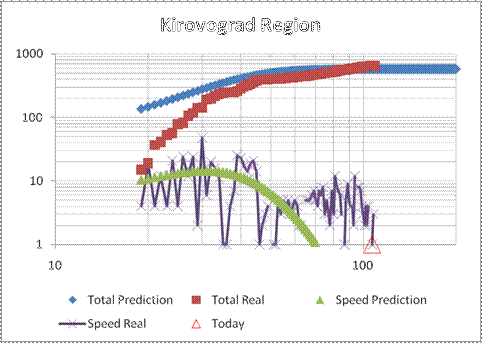 Kirovograd Region
1000
100
10
1
10 100
Total Prediction Total Real Speed Prediction
Speed Real Today